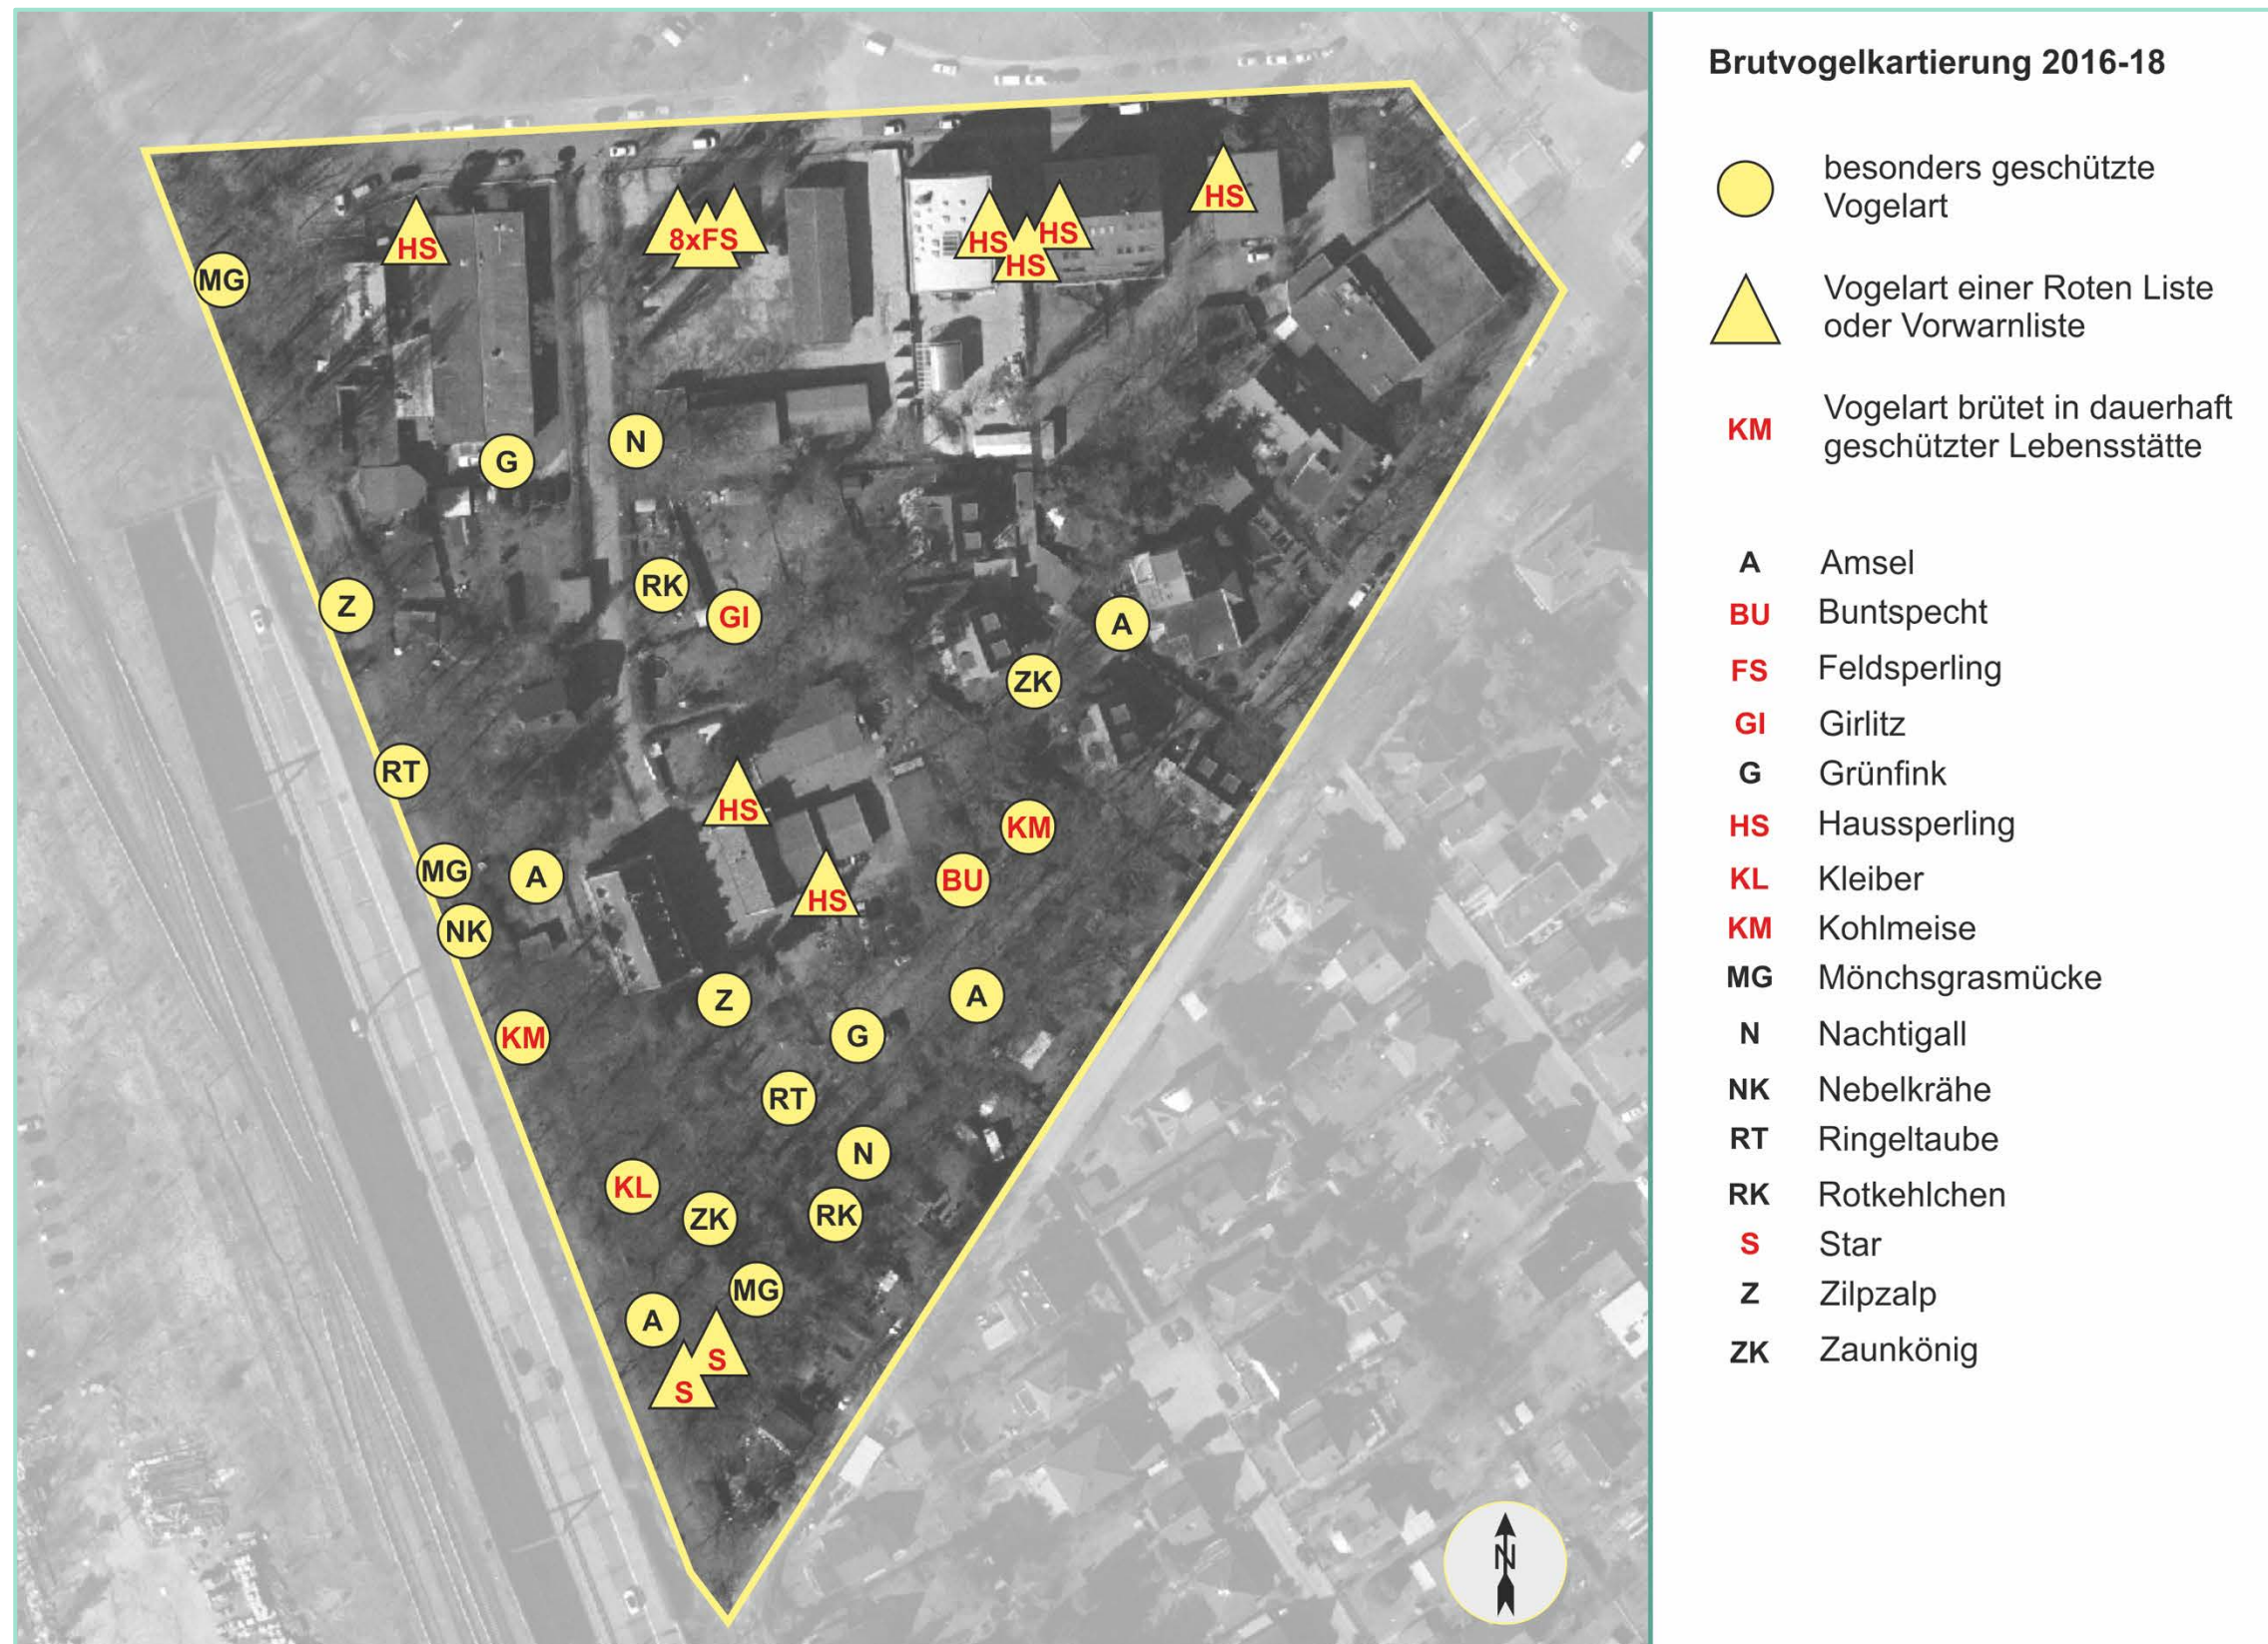 Brutvogelkartierung 2016-18
besonders geschützte
Vogelart
Vogelart einer Roten Liste
oder Vorwarnliste
KM Vogelart brütet in dauerhaft
geschützter Lebensstätte
A Amsel
BU Buntspecht
FS Feldsperling
GI Girlitz
G Grünfink
HS Haussperling
KL Kleiber
KM Kohlmeise
MG Mönchsgrasmücke
N Nachtigall
NK Nebelkrähe
RT Ringeltaube
RK Rotkehlchen
S Star
Z Zilpzalp
ZK Zaunkönig
HS
HS
8xFS
HS
HS
HS
MG
N
G
RK
Z
GI
A
ZK
RT
HS
KM
MG
A
BU
HS
NK
A
Z
G
KM
RT
N
KL
RK
ZK
MG
A
S
S
N